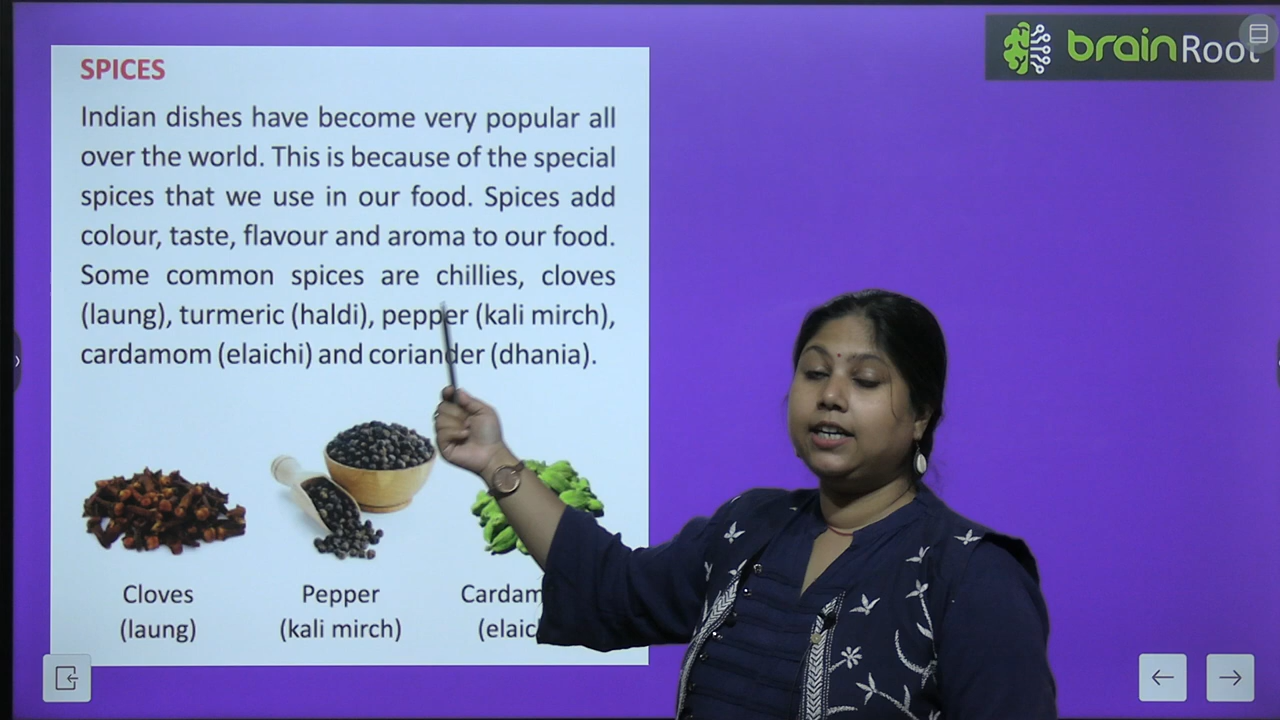 brainRoot
SPICES
Indian dishes have become very popular all
over the world. This is because of the special
spices that we use in our food. Spices add
colour, taste, flavour and aroma to our food.
Some common spices are chillies, cloves
(laung), turmeric (haldi), pepper (kali mirch),
cardamom (elaichi) and coriander (dhania).
Cloves
(laung)
Pepper
(kali mirch)